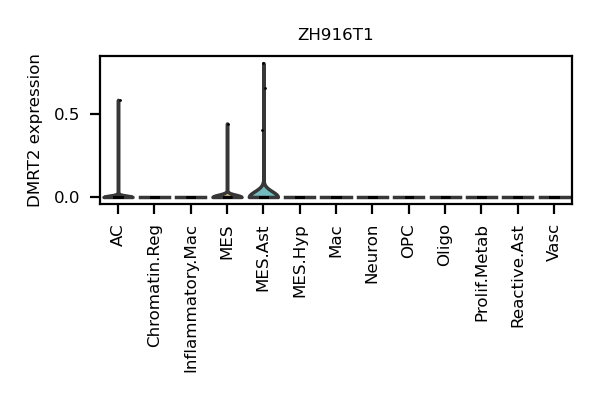 ZH916T1
DMRT2 expression
0.5
0.0
AC
Chromatin.Reg
Inflammatory.Mac
MES
MES.Ast
MES.Hyp
Mac
Neuron
OPC
Oligo
Prolif.Metab
Reactive.Ast
Vasc